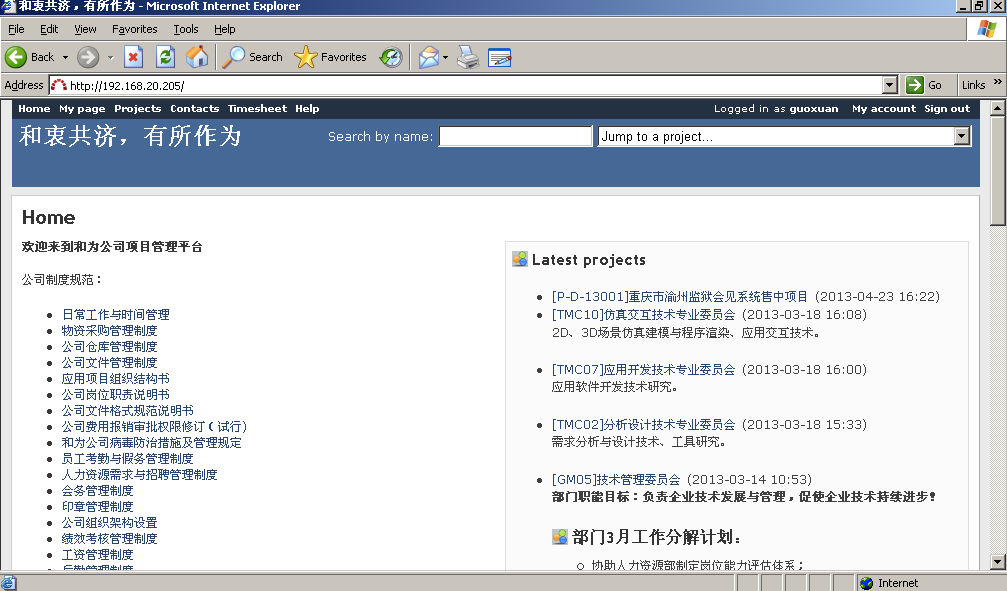 和衷共济，有所作为 - Microsoft Internet Explorer
File Edit View Favorites Tools Help
Back Search Favorites
Address http://192.168.20.205/ Go Links »
Home My page Projects Contacts Timesheet Help Logged in as guoxuan My account Sign out
和衷共济，有所作为 Search by name: Jump to a project...
Home
欢迎来到和为公司项目管理平台
公司制度规范：
日常工作与时间管理
物资采购管理制度
公司仓库管理制度
公司文件管理制度
应用项目组织结构书
公司岗位职责说明书
公司文件格式规范说明书
公司费用报销审批权限修订（试行）
和为公司病毒防治措施及管理规定
员工考勤与假务管理制度
人力资源需求与招聘管理制度
会务管理制度
印章管理制度
公司组织架构设置
绩效考核管理制度
工资管理制度
后勤管理制度
Latest projects
[P-D-13001]重庆市渝州监狱会见系统售中项目 (2013-04-23 16:22)
[TMC10]仿真交互技术专业委员会 (2013-03-18 16:08)
2D、3D场景仿真建模与程序渲染、应用交互技术。
[TMC07]应用开发技术专业委员会 (2013-03-18 16:00)
应用软件开发技术研究。
[TMC02]分析设计技术专业委员会 (2013-03-18 15:33)
需求分析与设计技术、工具研究。
[GM05]技术管理委员会 (2013-03-14 10:53)
部门职能目标：负责企业技术发展与管理，促使企业技术持续进步！
部门3月工作分解计划：
协助人力资源部制定岗位能力评估体系；
Internet